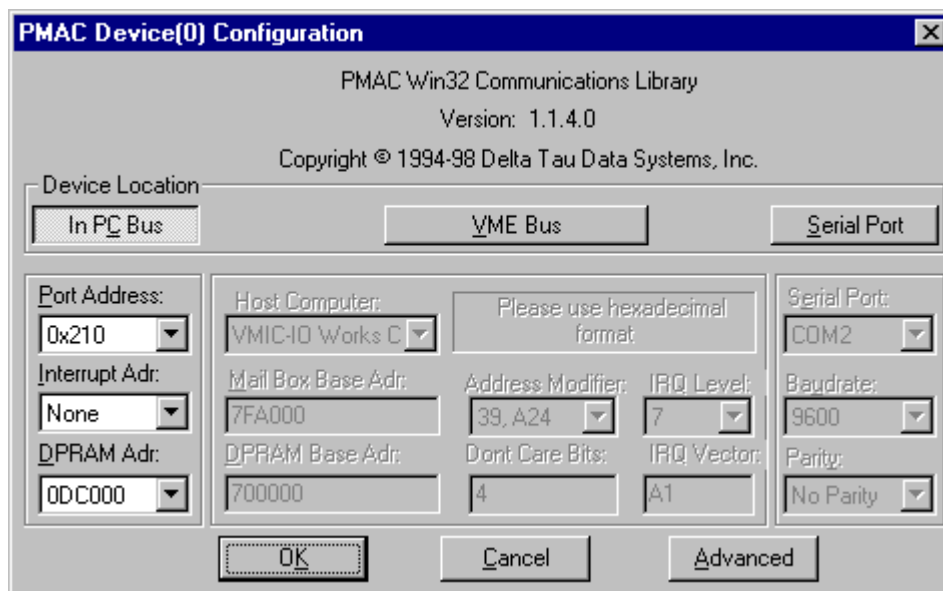 PMAC Device(0) Configuration
PMAC Win32 Communications Library
Version: 1.1.4.0
Copyright © 1994-98 Delta Tau Data Systems, Inc.
Device Location
In PC Bus
VME Bus
Serial Port
Port Address:
0x210
Interrupt Adr:
None
DPRAM Adr:
0DC000
Host Computer:
VMIC-IO Works C
Please use hexadecimal
format
Mail Box Base Adr:
7FA000
Address Modifier:
39, A24
IRQ Level:
7
DPRAM Base Adr:
700000
Dont Care Bits:
4
IRQ Vector:
A1
Serial Port:
COM2
Baudrate:
9600
Parity:
No Parity
OK
Cancel
Advanced